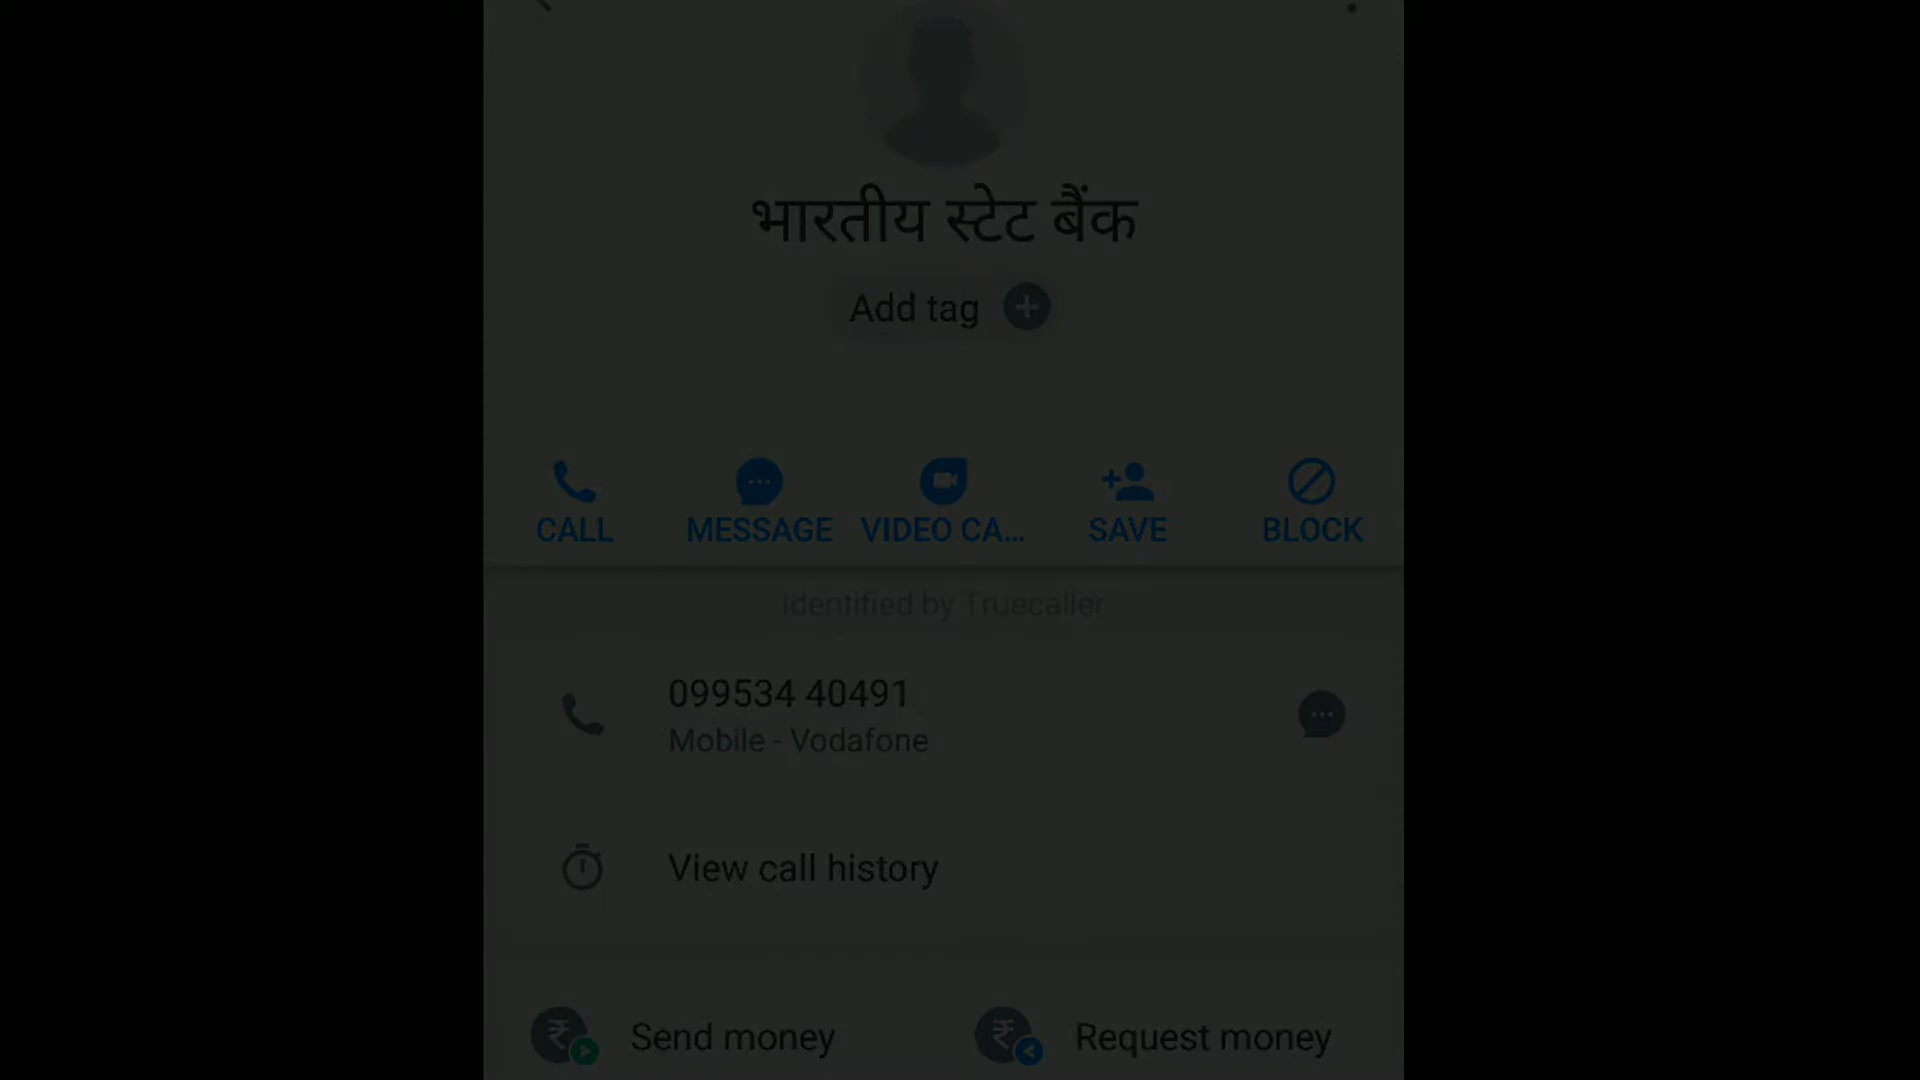 भारतीय स्टेट बैंक
Add tag
CALL MESSAGE VIDEO CA... SAVE BLOCK
Identified by Truecaller
099534 40491
Mobile - Vodafone
View call history
Send money Request money